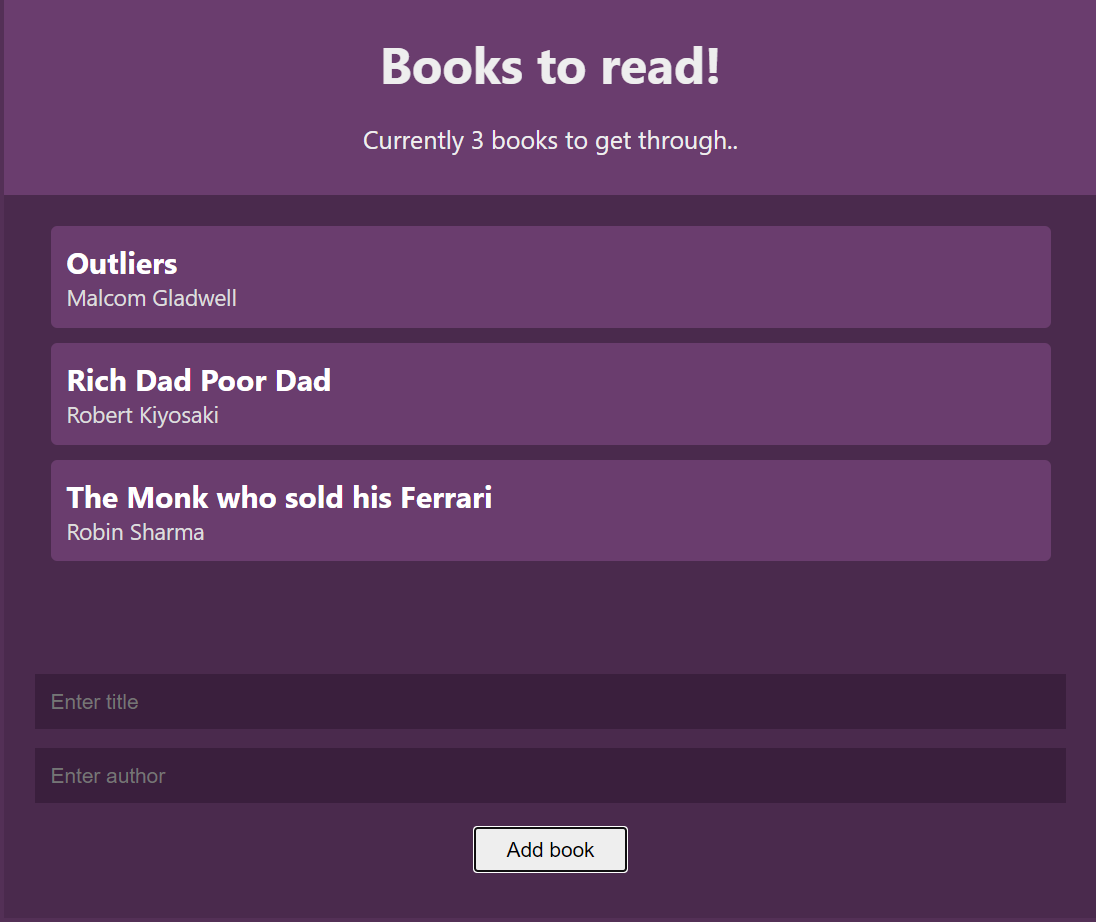 Books to read!
Currently 3 books to get through..
Outliers
Malcom Gladwell
Rich Dad Poor Dad
Robert Kiyosaki
The Monk who sold his Ferrari
Robin Sharma
Enter title
Enter author
Add book